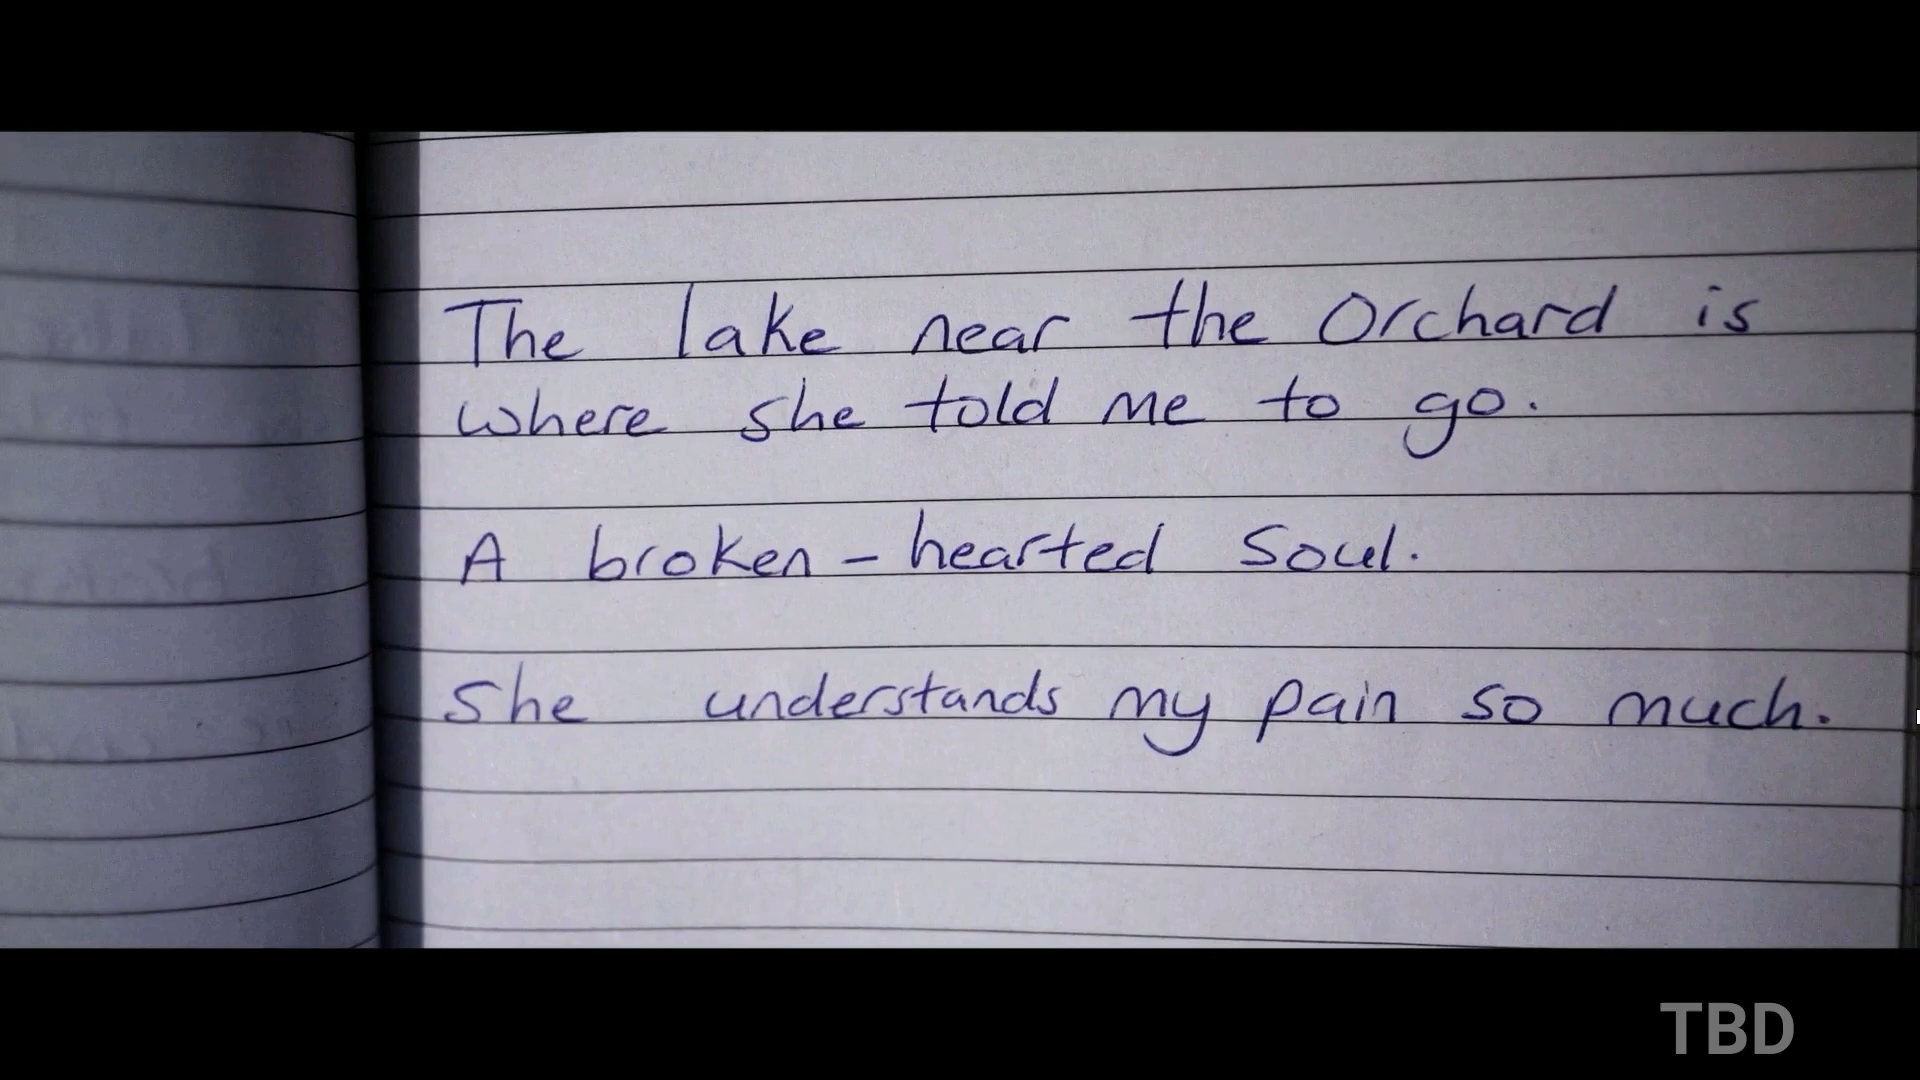 The lake near the Orchard is
where she told me to go.
A broken-hearted Soul.
She understands my pain so much.
TBD